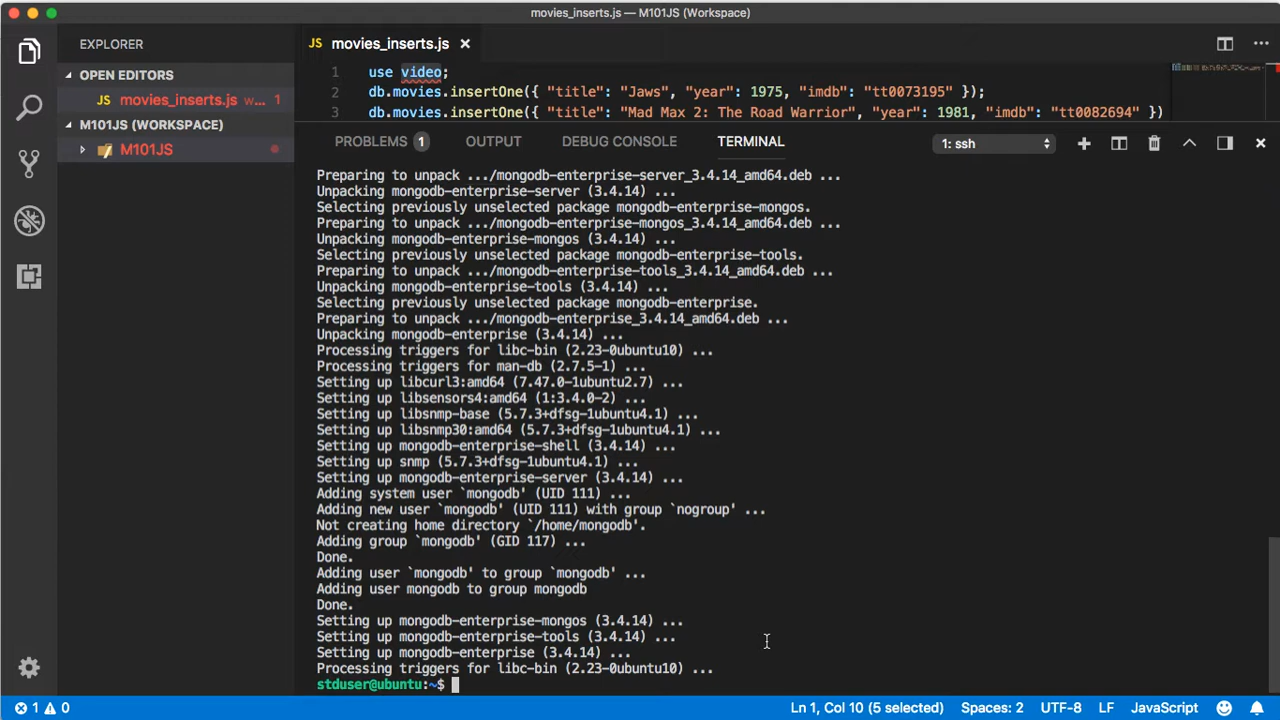 movies_inserts.js — M101JS (Workspace)
EXPLORER
OPEN EDITORS
JS movies_inserts.js w... 1
M101JS (WORKSPACE)
M101JS
JS movies_inserts.js
1 use video;
2 db.movies.insertOne({ "title": "Jaws", "year": 1975, "imdb": "tt0073195" });
3 db.movies.insertOne({ "title": "Mad Max 2: The Road Warrior", "year": 1981, "imdb": "tt0082694" })
PROBLEMS 1 OUTPUT DEBUG CONSOLE TERMINAL 1: ssh
Preparing to unpack .../mongodb-enterprise-server_3.4.14_amd64.deb ...
Unpacking mongodb-enterprise-server (3.4.14) ...
Selecting previously unselected package mongodb-enterprise-mongos.
Preparing to unpack .../mongodb-enterprise-mongos_3.4.14_amd64.deb ...
Unpacking mongodb-enterprise-mongos (3.4.14) ...
Selecting previously unselected package mongodb-enterprise-tools.
Preparing to unpack .../mongodb-enterprise-tools_3.4.14_amd64.deb ...
Unpacking mongodb-enterprise-tools (3.4.14) ...
Selecting previously unselected package mongodb-enterprise.
Preparing to unpack .../mongodb-enterprise_3.4.14_amd64.deb ...
Unpacking mongodb-enterprise (3.4.14) ...
Processing triggers for libc-bin (2.23-0ubuntu10) ...
Processing triggers for man-db (2.7.5-1) ...
Setting up libcurl3:amd64 (7.47.0-1ubuntu2.7) ...
Setting up libsensors4:amd64 (1:3.4.0-2) ...
Setting up libsnmp-base (5.7.3+dfsg-1ubuntu4.1) ...
Setting up libsnmp30:amd64 (5.7.3+dfsg-1ubuntu4.1) ...
Setting up mongodb-enterprise-shell (3.4.14) ...
Setting up snmp (5.7.3+dfsg-1ubuntu4.1) ...
Setting up mongodb-enterprise-server (3.4.14) ...
Adding system user `mongodb' (UID 111) ...
Adding new user `mongodb' (UID 111) with group `nogroup' ...
Not creating home directory `/home/mongodb'.
Adding group `mongodb' (GID 117) ...
Done.
Adding user `mongodb' to group `mongodb' ...
Adding user mongodb to group mongodb
Done.
Setting up mongodb-enterprise-mongos (3.4.14) ...
Setting up mongodb-enterprise-tools (3.4.14) ...
Setting up mongodb-enterprise (3.4.14) ...
Processing triggers for libc-bin (2.23-0ubuntu10) ...
stduser@ubuntu:~$
1 0 Ln 1, Col 10 (5 selected) Spaces: 2 UTF-8 LF JavaScript